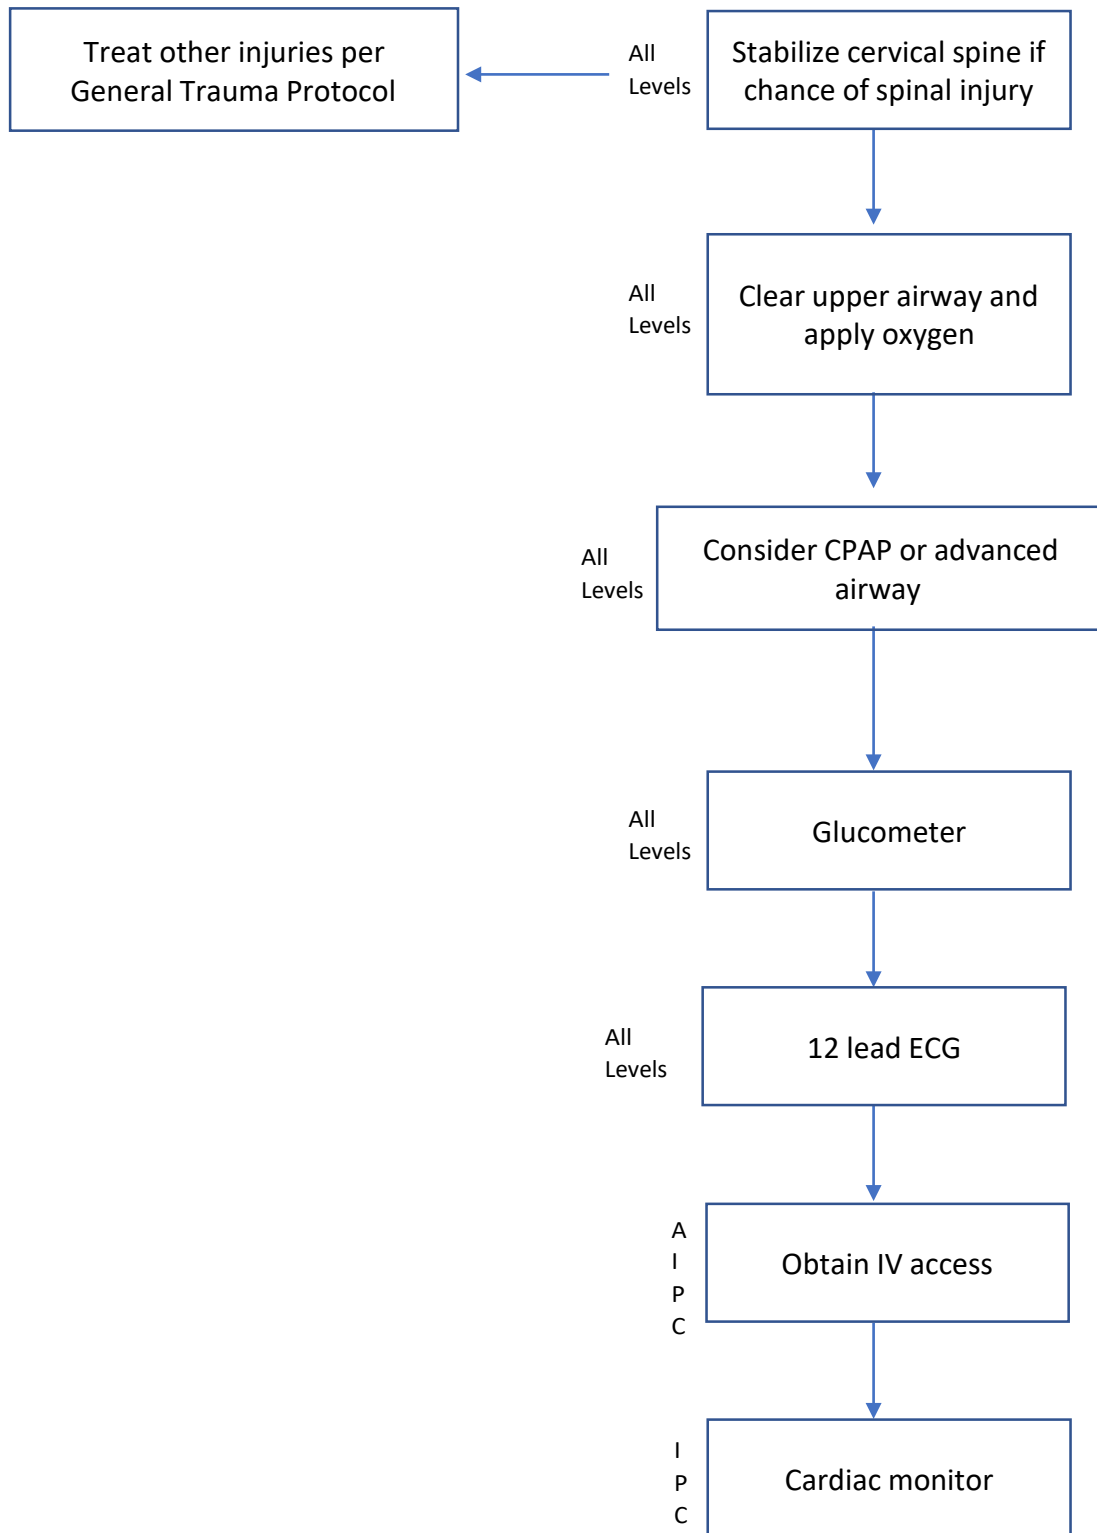 Treat other injuries per
General Trauma Protocol
All
Levels
Stabilize cervical spine if
chance of spinal injury
All
Levels
Clear upper airway and
apply oxygen
All
Levels
Consider CPAP or advanced
airway
All
Levels
Glucometer
All
Levels
12 lead ECG
A
I
P
C
Obtain IV access
I
P
C
Cardiac monitor